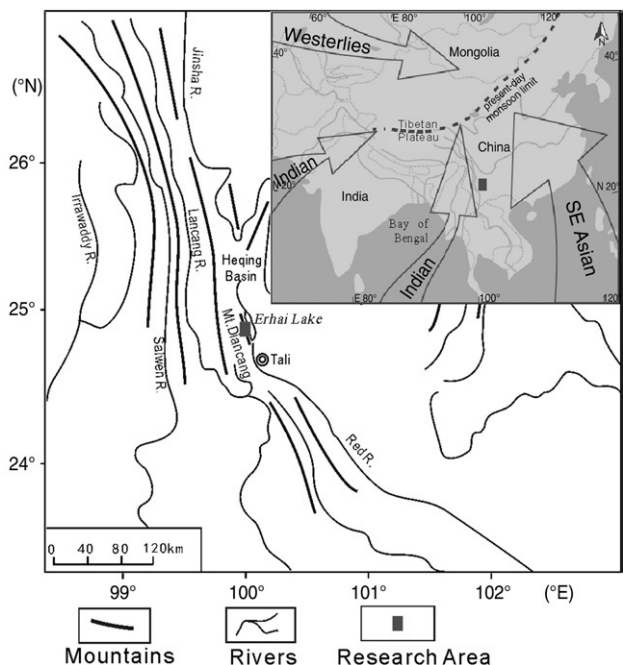 60°
E 80°
100°
120°
Westerlies
Mongolia
N
40°
40°
present-day
monsoon limit
Tibetan
Plateau
China
Indian
N 20°
N 20°
India
Bay of
Bengal
Indian
SE Asian
E 80°
100°
120
(°N)
26°
25°
24°
Jinsha R.
Irrawaddy R.
Lancang R.
Heqing
Basin
Erhai Lake
Mt.Diancang
Tali
Salwen R.
Red R.
0 40 80 120km
99°
100°
101°
102°
(°E)
Mountains
Rivers
Research Area